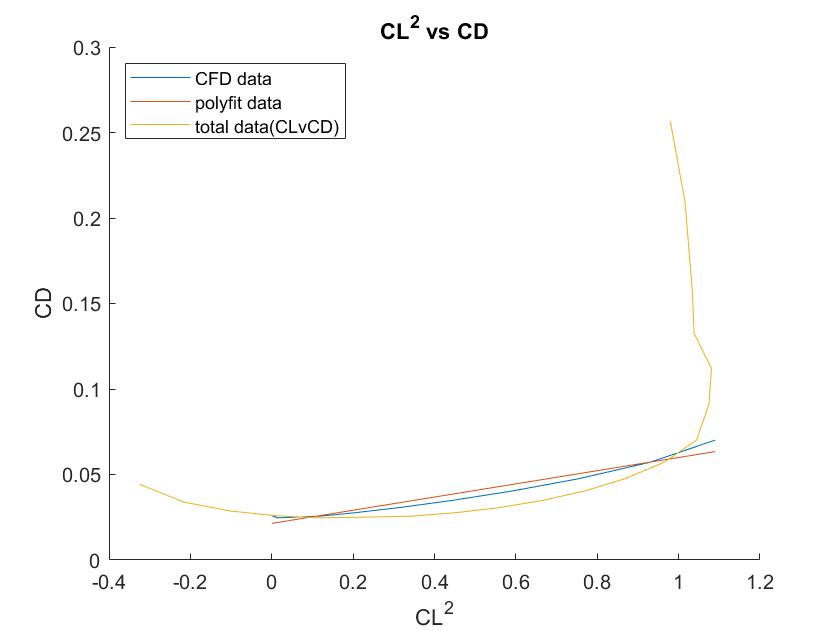 CL² vs CD
0.3
CFD data
polyfit data
total data(CLvCD)
0.25
0.2
CD
0.15
0.1
0.05
0
-0.4 -0.2 0 0.2 0.4 0.6 0.8 1 1.2
CL²